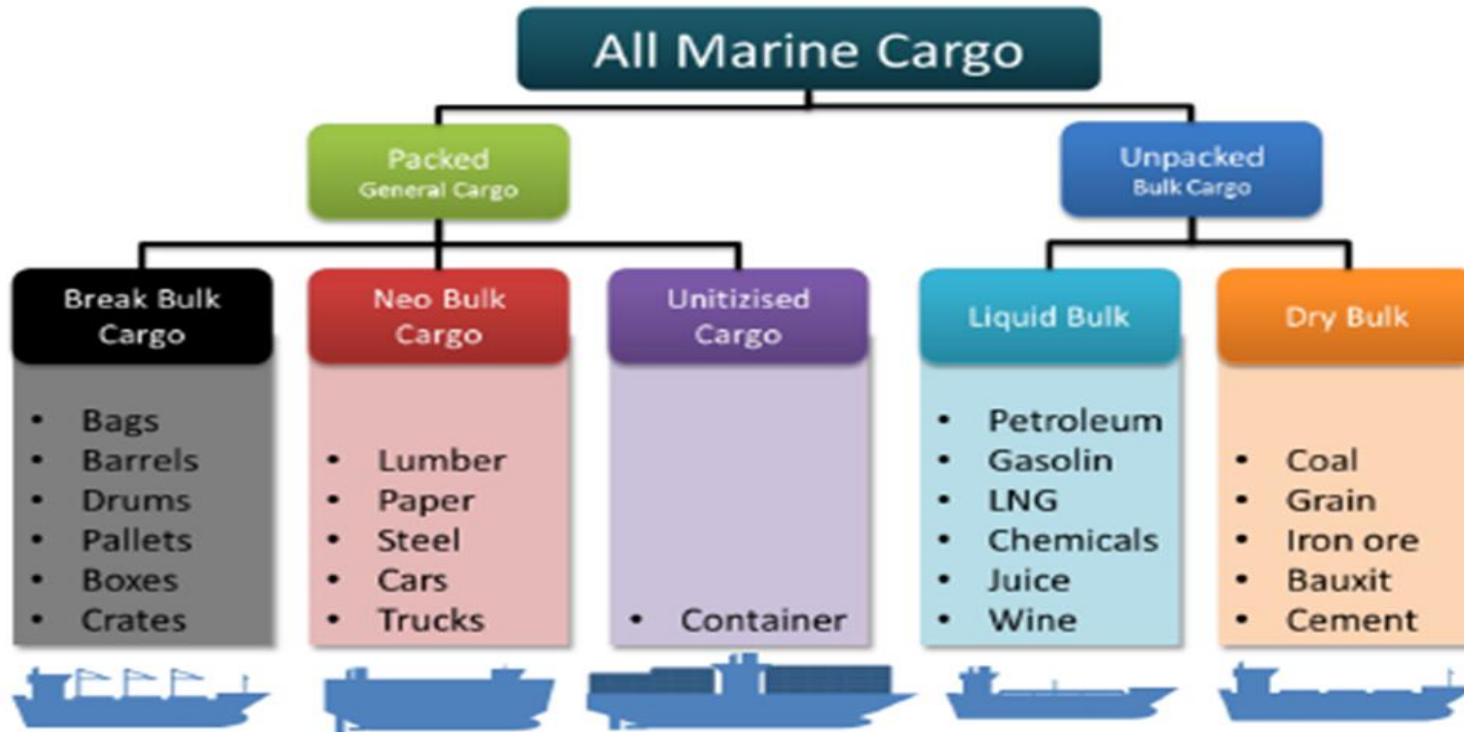 All Marine Cargo
Packed
General Cargo
Unpacked
Bulk Cargo
Break Bulk
Cargo
Neo Bulk
Cargo
Unitizised
Cargo
Liquid Bulk
Dry Bulk
• Bags
• Barrels
• Drums
• Pallets
• Boxes
• Crates
• Lumber
• Paper
• Steel
• Cars
• Trucks
• Container
• Petroleum
• Gasolin
• LNG
• Chemicals
• Juice
• Wine
• Coal
• Grain
• Iron ore
• Bauxit
• Cement